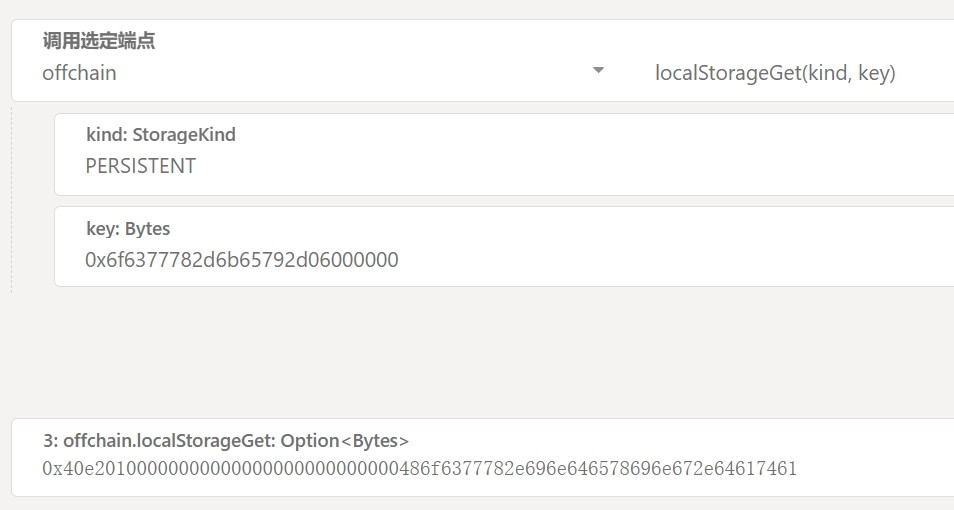 调用选定端点
offchain
localStorageGet(kind, key)
kind: StorageKind
PERSISTENT
key: Bytes
0x6f6377782d6b65792d06000000
3: offchain.localStorageGet: Option<Bytes>
0x40e20100000000000000000000000000486f6377782e696e646578696e672e64617461